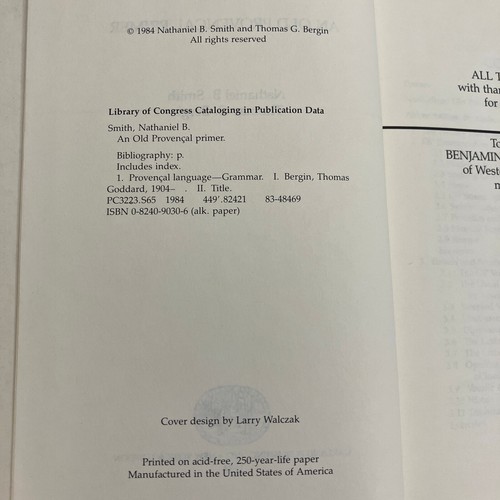 © 1984 Nathaniel B. Smith and Thomas G. Bergin
All rights reserved
Library of Congress Cataloging in Publication Data
Smith, Nathaniel B.
An Old Provençal primer.
Bibliography: p.
Includes index.
1. Provençal language—Grammar. I. Bergin, Thomas
Goddard, 1904– . II. Title.
PC3223.S65 1984 449'.82421 83-48469
ISBN 0-8240-9030-6 (alk. paper)
Cover design by Larry Walczak
Printed on acid-free, 250-year-life paper
Manufactured in the United States of America
ALL
with
for
To
BENJAMIN
of